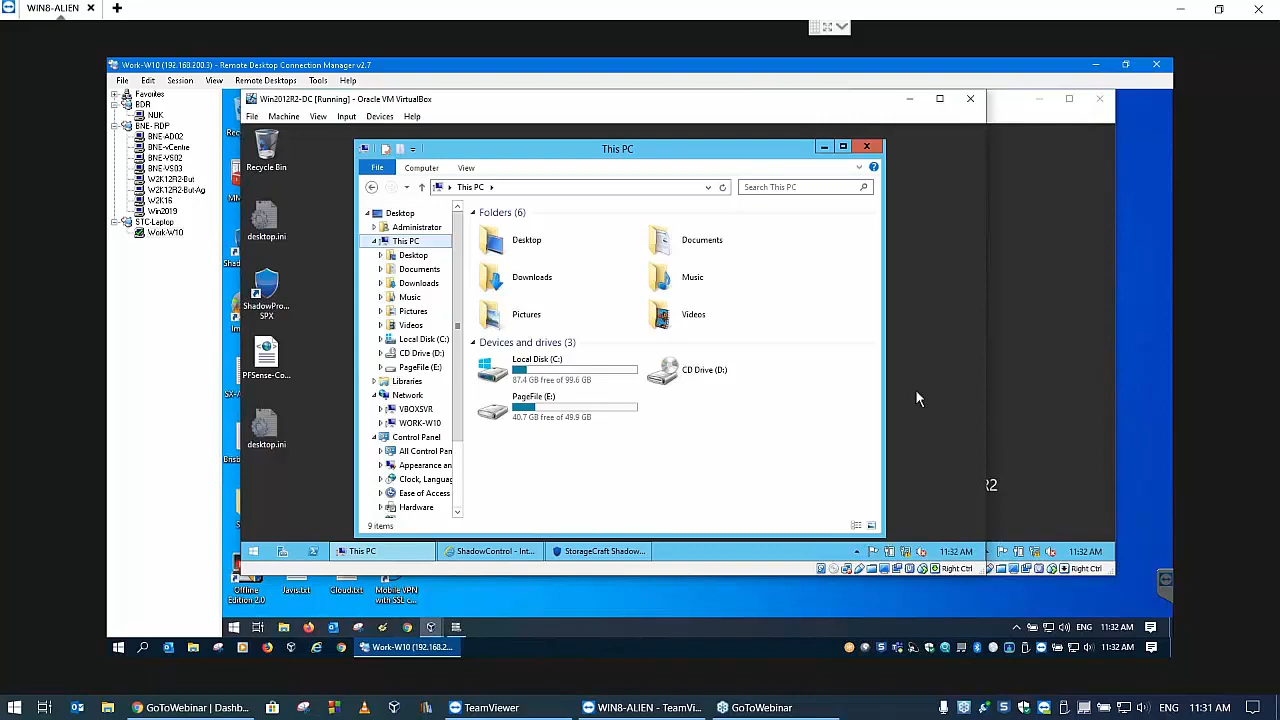 WIN8-ALIEN
Work-W10 (192.168.200.3) - Remote Desktop Connection Manager v2.7
File Edit Session View Remote Desktops Tools Help
Favorites
BDR
NUK
BNE- RDP
BNE-AD02
BNE-vCentre
BNE-VS02
BNE-VS03
W2K12R2-But
W2K12R2-But-Ag
W2K16
Win2019
STC-Laptop
Work-W10
Win2012R2-DC [Running] - Oracle VM VirtualBox
File Machine View Input Devices Help
Recycle Bin
desktop.ini
ShadowPro...
SPX
PFSense-Co...
desktop.ini
This PC
File Computer View
This PC
Search This PC
Desktop
Administrator
This PC
Desktop
Documents
Downloads
Music
Pictures
Videos
Local Disk (C:)
CD Drive (D:)
PageFile (E:)
Libraries
Network
VBOXSVR
WORK-W10
Control Panel
All Control Pan
Appearance an
Clock, Languag
Ease of Access
Hardware
Folders (6)
Desktop
Documents
Downloads
Music
Pictures
Videos
Devices and drives (3)
Local Disk (C:)
87.4 GB free of 99.6 GB
CD Drive (D:)
PageFile (E:)
40.7 GB free of 49.9 GB
9 items
R2
This PC
ShadowControl - Int...
StorageCraft Shadow...
11:32 AM
11:32 AM
Right Ctrl
Right Ctrl
Offline
Edition 2.0
Javis.txt
Cloud.txt
Mobile VPN
with SSL c...
ENG 11:32 AM
Work-W10 (192.168.2...
11:32 AM
GoToWebinar | Dashb...
TeamViewer
WIN8-ALIEN - TeamVi...
GoToWebinar
ENG 11:31 AM